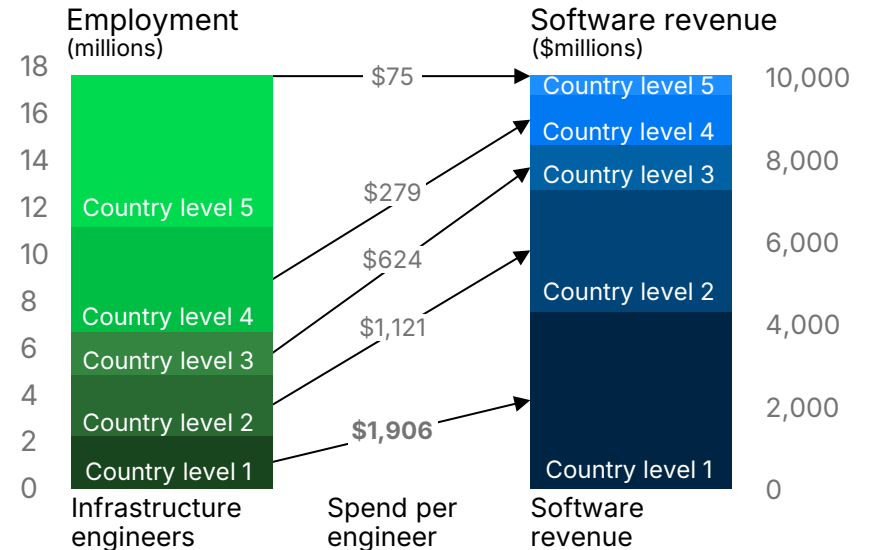 Employment
(millions)
Software revenue
($millions)
18
16
14
12
10
8
6
4
2
0
Country level 5
Country level 4
Country level 3
Country level 2
Country level 1
$75
$279
$624
$1,121
$1,906
Country level 5
Country level 4
Country level 3
Country level 2
Country level 1
10,000
8,000
6,000
4,000
2,000
0
Infrastructure
engineers
Spend per
engineer
Software
revenue